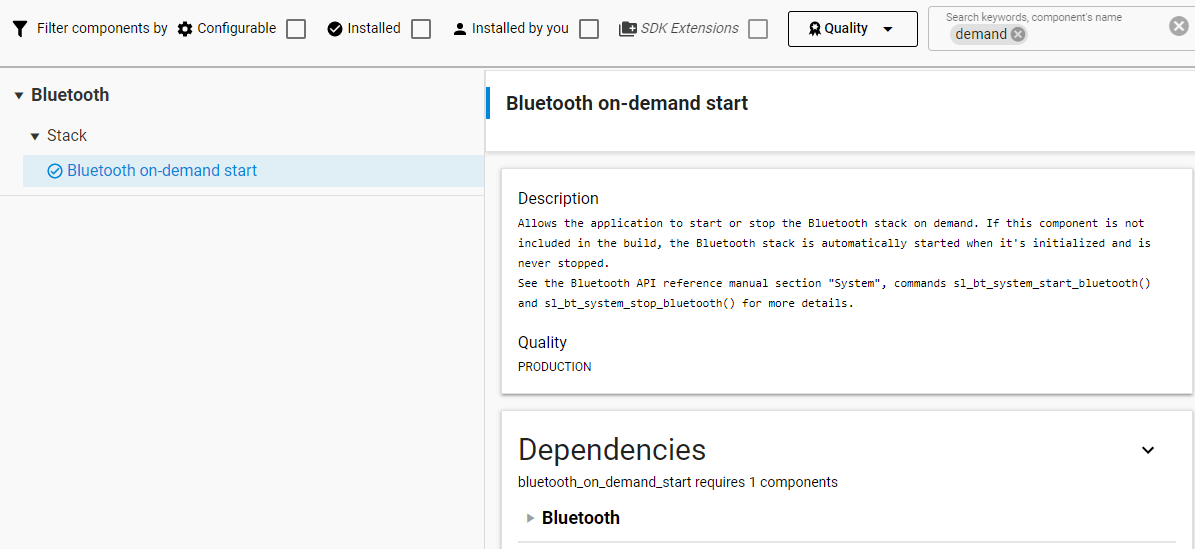 Filter components by Configurable Installed Installed by you SDK Extensions Quality Search keywords, component's name
demand
Bluetooth
Stack
Bluetooth on-demand start
Bluetooth on-demand start
Description
Allows the application to start or stop the Bluetooth stack on demand. If this component is not
included in the build, the Bluetooth stack is automatically started when it's initialized and is
never stopped.
See the Bluetooth API reference manual section "System", commands sl_bt_system_start_bluetooth()
and sl_bt_system_stop_bluetooth() for more details.
Quality
PRODUCTION
Dependencies
bluetooth_on_demand_start requires 1 components
Bluetooth